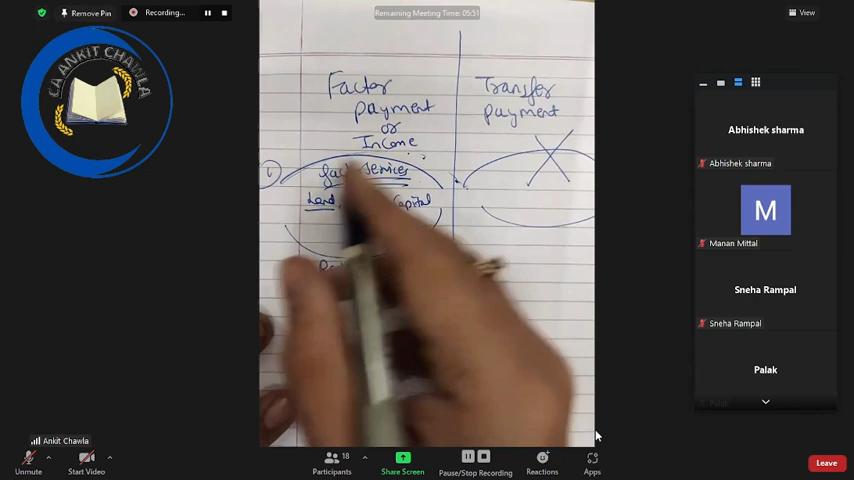 Remove Pin
Recording...
Remaining Meeting Time: 05:51
View
CA ANKIT CHAWLA
Factor
payment
or
Income
Transfer
payment
services
Land
Capital
Abhishek sharma
Abhishek sharma
M
Manan Mittal
Sneha Rampal
Sneha Rampal
Palak
Palak
Ankit Chawla
Unmute
Start Video
18
Participants
Share Screen
Pause/Stop Recording
Reactions
Apps
Leave